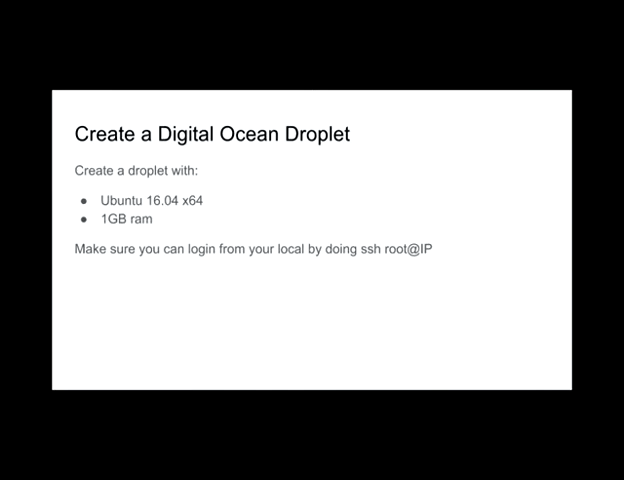 Create a Digital Ocean Droplet
Create a droplet with:
● Ubuntu 16.04 x64
● 1GB ram
Make sure you can login from your local by doing ssh root@IP